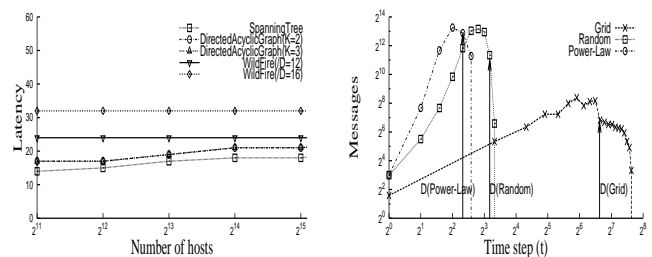 60
50
40
30
20
10
0
Latency
SpanningTree
DirectedAcyclicGraph(K=2)
DirectedAcyclicGraph(K=3)
WildFire(/D=12)
WildFire(/D=16)
2^11
2^12
2^13
2^14
2^15
Number of hosts
2^14
2^12
2^10
2^8
2^6
2^4
2^2
2^0
Messages
Grid
Random
Power-Law
D(Power-Law)
D(Random)
D(Grid)
2^0
2^1
2^2
2^3
2^4
2^5
2^6
2^7
2^8
Time step (t)